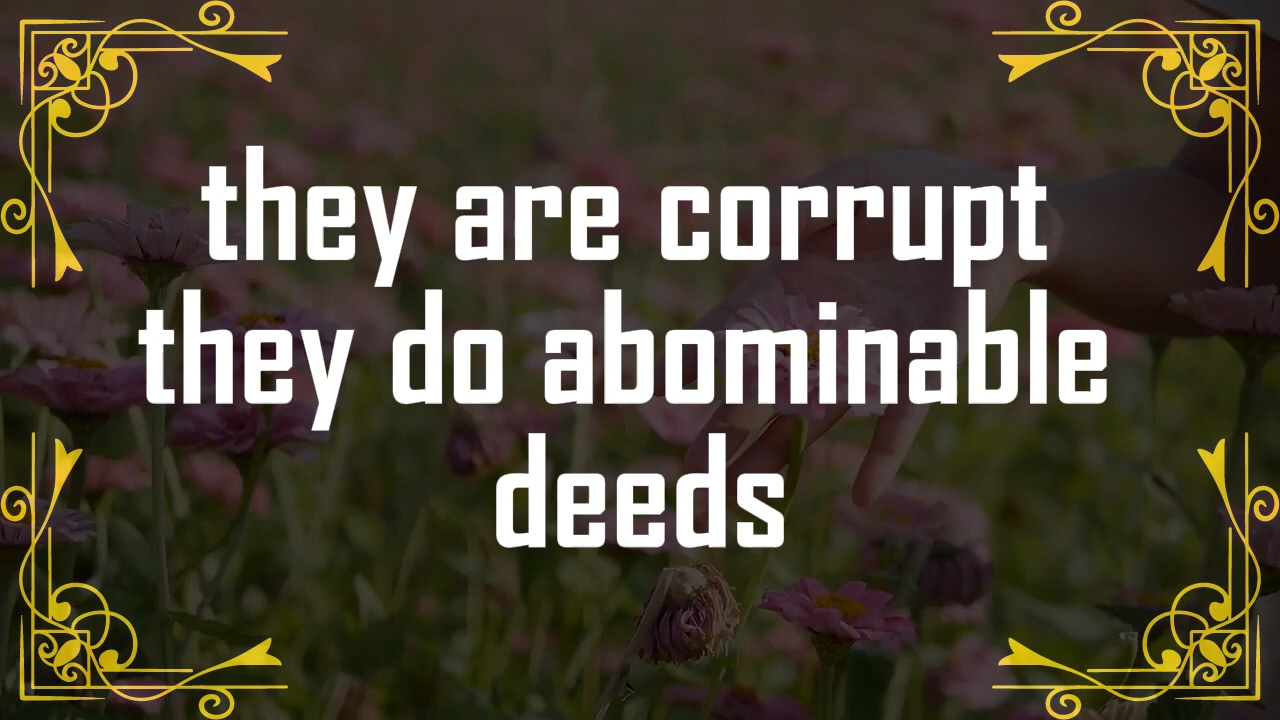 they are corrupt
they do abominable
deeds